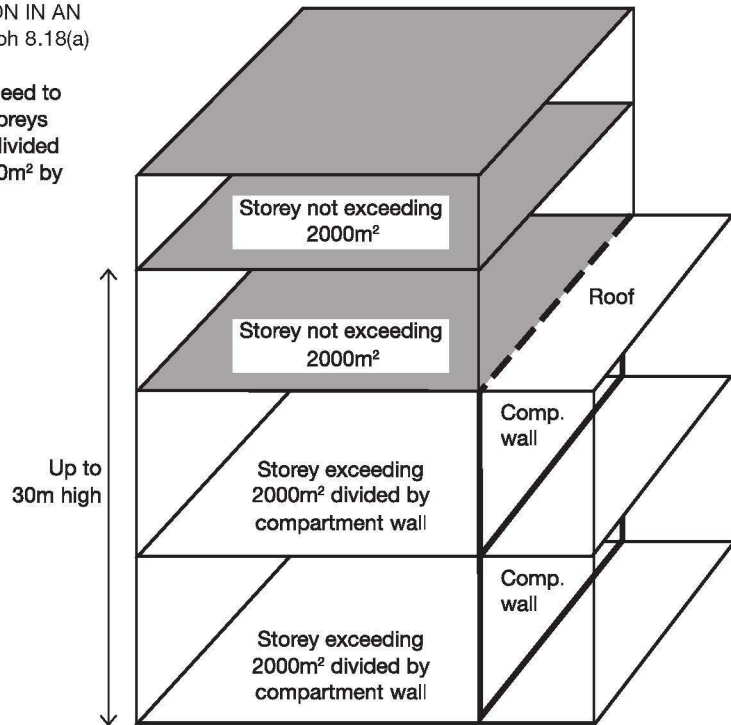 ON IN AN
ph 8.18(a)
eed to
oreys
divided
0m² by
Storey not exceeding
2000m²
Roof
Storey not exceeding
2000m²
Comp.
wall
Up to
30m high
Storey exceeding
2000m² divided by
compartment wall
Comp.
wall
Storey exceeding
2000m² divided by
compartment wall